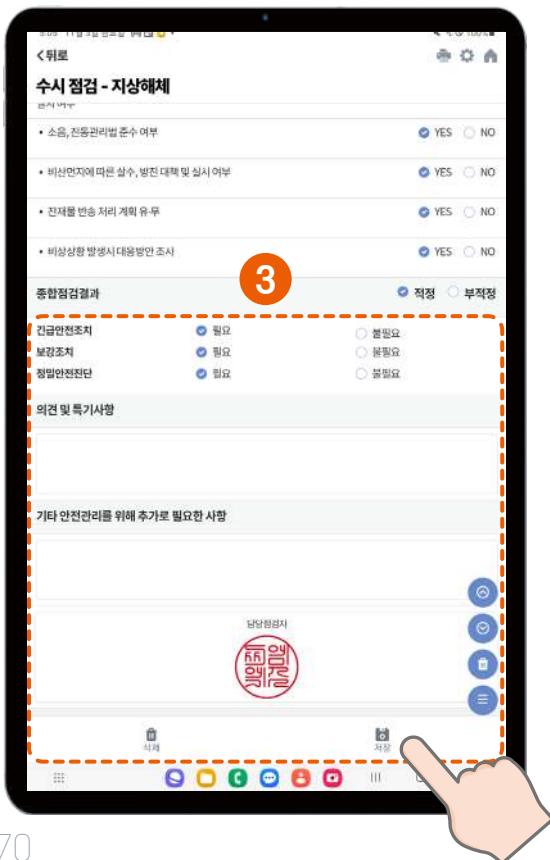 < 뒤로
수시 점검 - 지상해체
실시 여부
• 소음, 진동관리법 준수 여부 YES NO
• 비산먼지에 따른 살수, 방진 대책 및 실시 여부 YES NO
• 잔재물 반송 처리 계획 유·무 YES NO
• 비상상황 발생시 대응방안 조사 YES NO
3
종합점검결과 적정 부적정
긴급안전조치 필요 불필요
보강조치 필요 불필요
정밀안전진단 필요 불필요
의견 및 특기사항
기타 안전관리를 위해 추가로 필요한 사항
담당점검자
삭제 저장
70